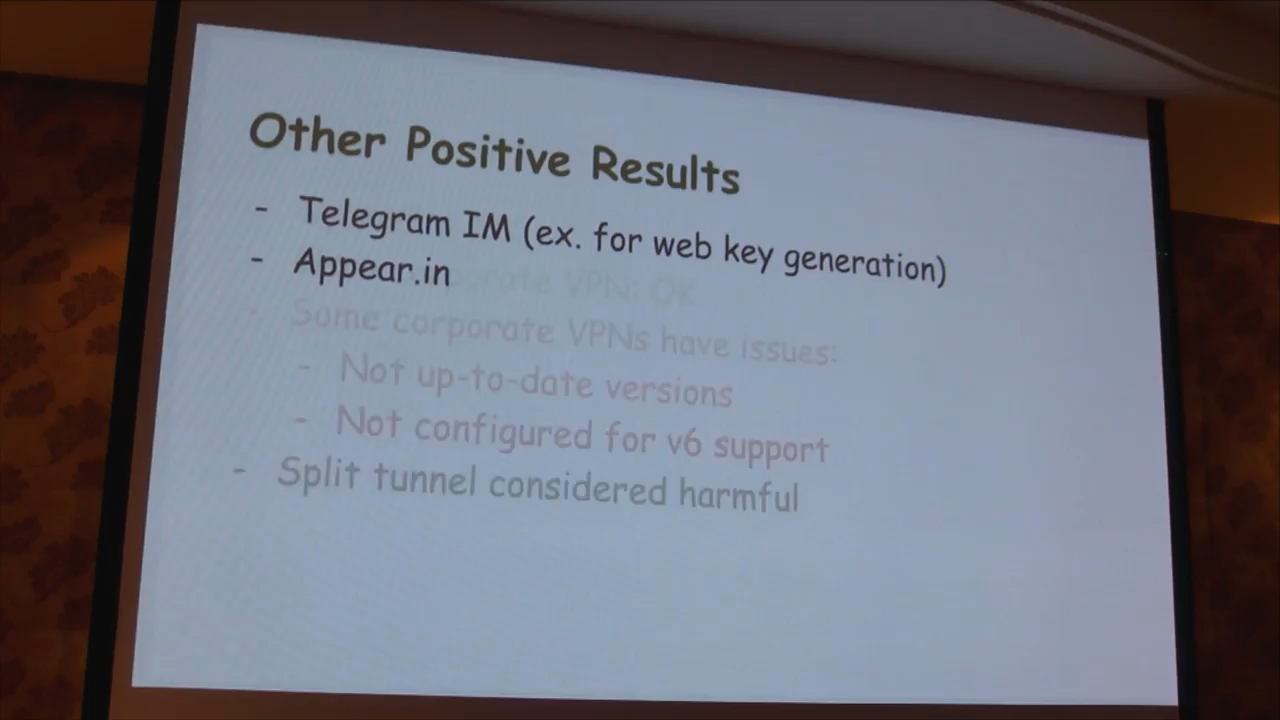 Other Positive Results
- Telegram IM (ex. for web key generation)
- Appear.in
porate VPN: OK
- Some corporate VPNs have issues:
- Not up-to-date versions
- Not configured for v6 support
- Split tunnel considered harmful